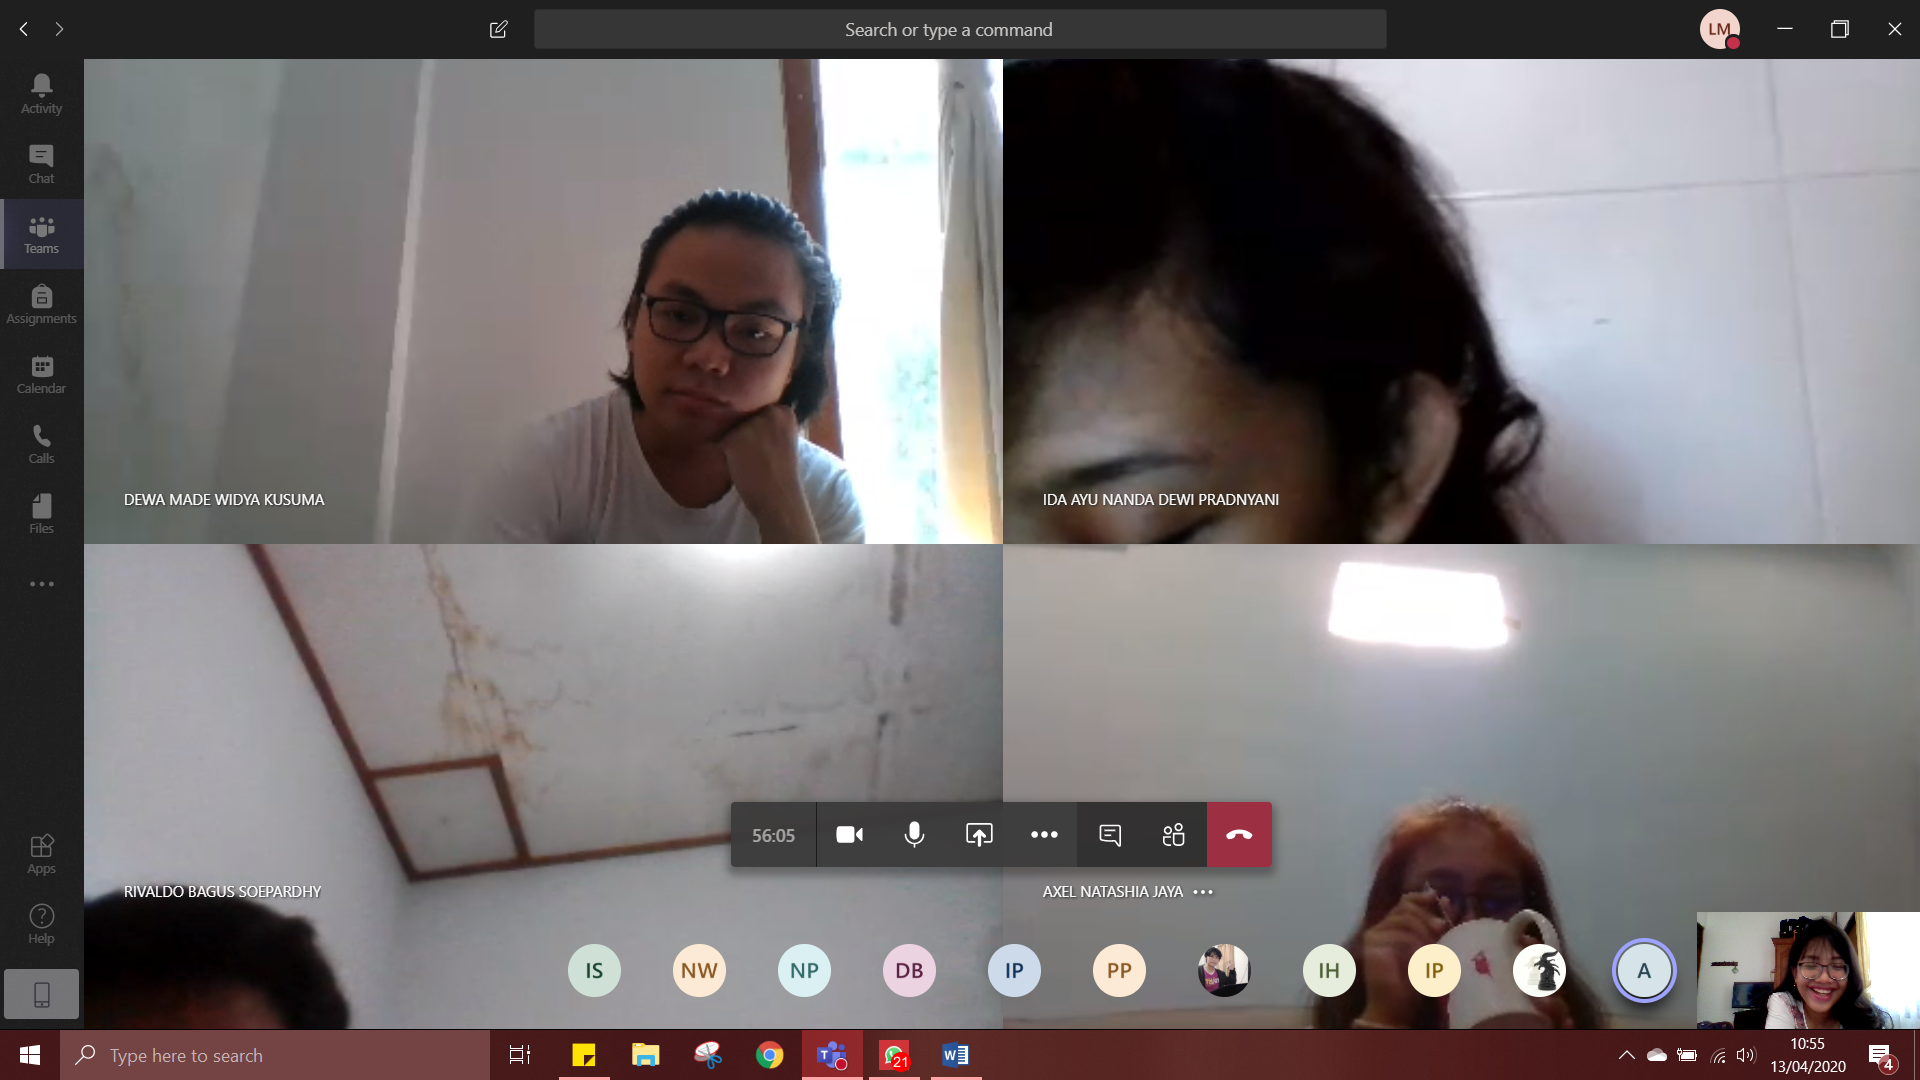 Search or type a command
LM
Activity
Chat
Teams
Assignments
Calendar
Calls
Files
Apps
Help
DEWA MADE WIDYA KUSUMA
IDA AYU NANDA DEWI PRADNYANI
56:05
RIVALDO BAGUS SOEPARDHY
AXEL NATASHIA JAYA
IS
NW
NP
DB
IP
PP
IH
IP
A
Type here to search
21
10:55
13/04/2020
4